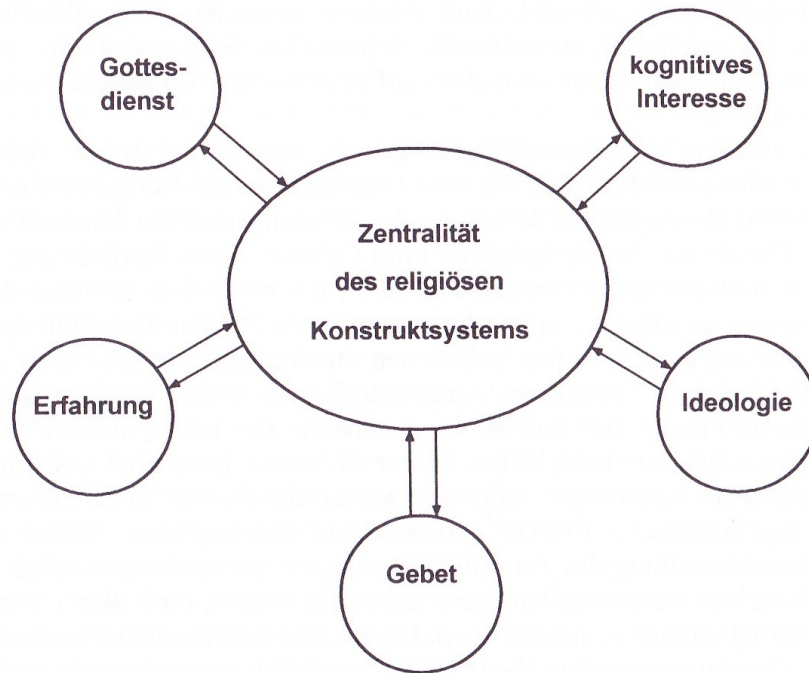 Gottes-
dienst
kognitives
Interesse
Zentralität
des religiösen
Konstruktsystems
Erfahrung
Ideologie
Gebet